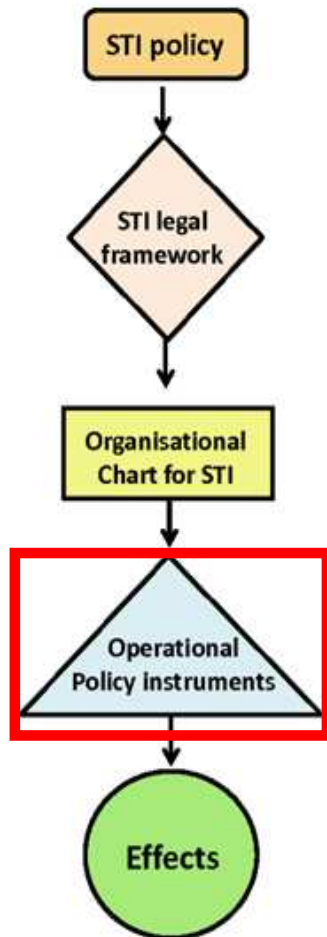 STI policy
STI legal
framework
Organisational
Chart for STI
Operational
Policy instruments
Effects